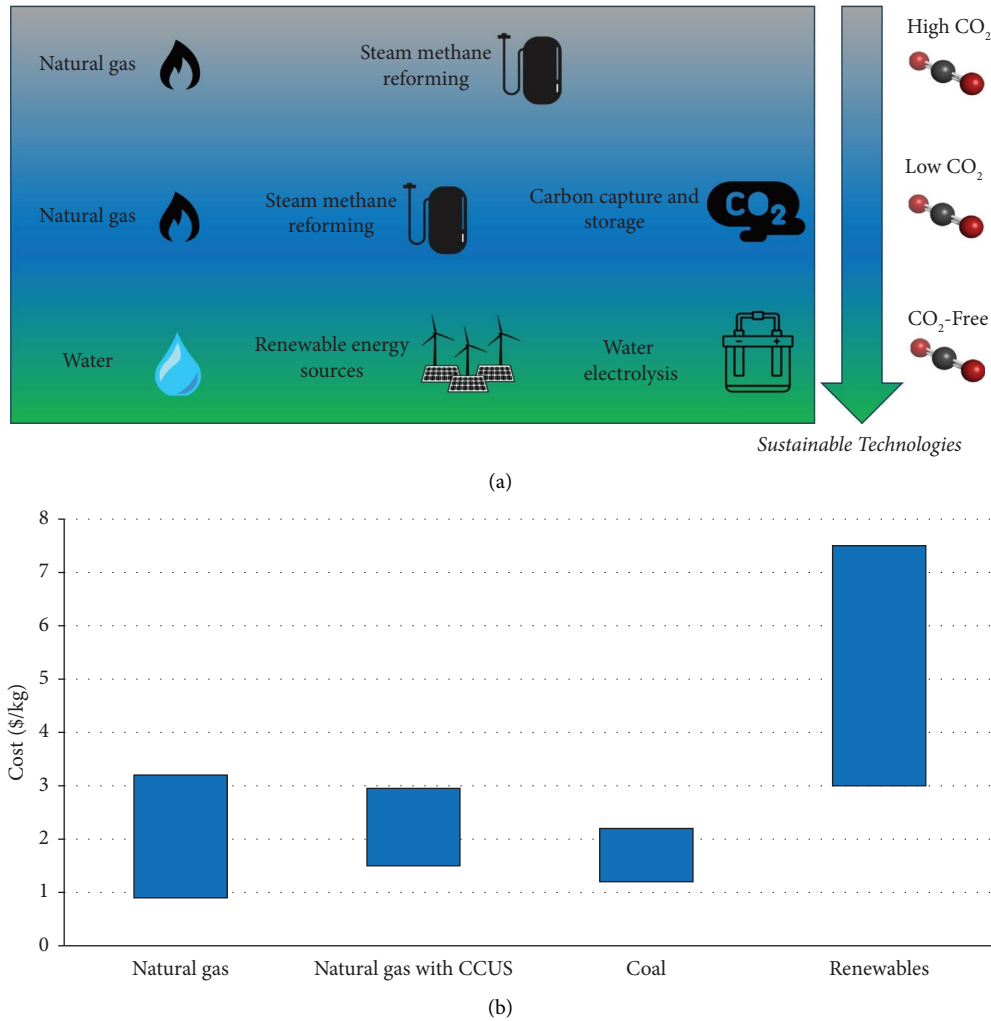 High CO₂
Natural gas
Steam methane
reforming
Low CO₂
Natural gas
Steam methane
reforming
Carbon capture and
storage
CO₂
CO₂-Free
Water
Renewable energy
sources
Water
electrolysis
- +
Sustainable Technologies
(a)
Cost ($/kg)
8
7
6
5
4
3
2
1
0
Natural gas
Natural gas with CCUS
Coal
Renewables
(b)